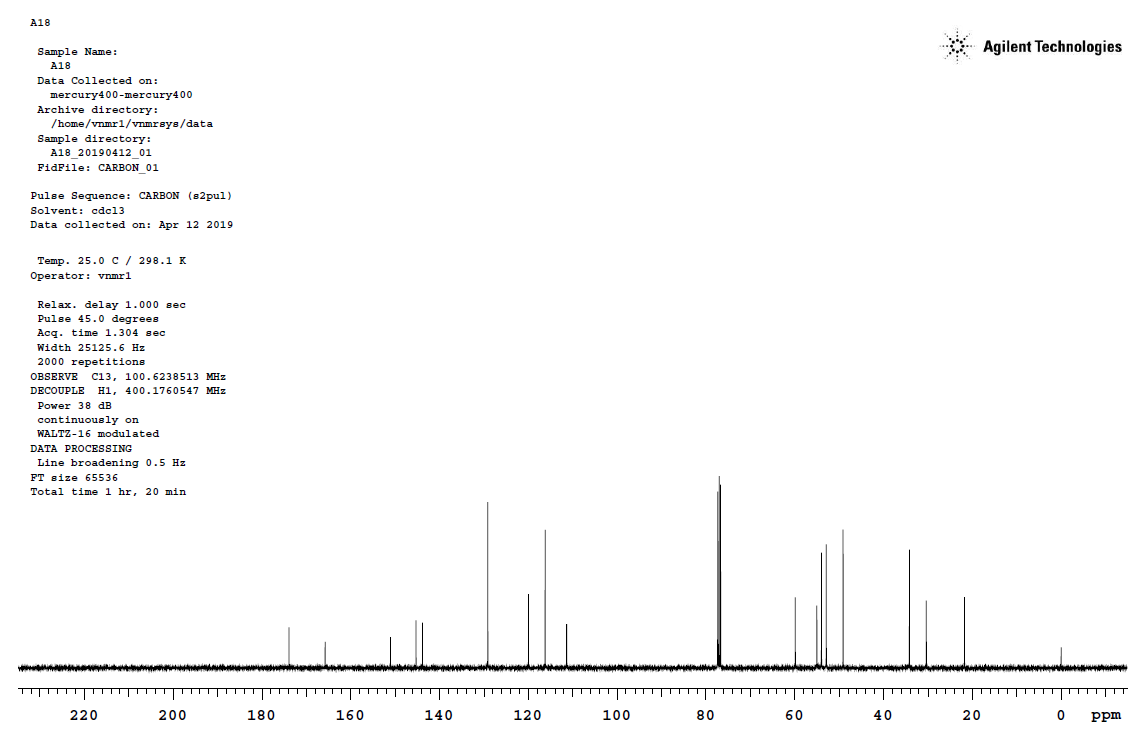 A18
Agilent Technologies
Sample Name:
A18
Data Collected on:
mercury400-mercury400
Archive directory:
/home/vnmr1/vnmrsys/data
Sample directory:
A18_20190412_01
FidFile: CARBON_01
Pulse Sequence: CARBON (s2pul)
Solvent: cdcl3
Data collected on: Apr 12 2019
Temp. 25.0 C / 298.1 K
Operator: vnmr1
Relax. delay 1.000 sec
Pulse 45.0 degrees
Acq. time 1.304 sec
Width 25125.6 Hz
2000 repetitions
OBSERVE C13, 100.6238513 MHz
DECOUPLE H1, 400.1760547 MHz
Power 38 dB
continuously on
WALTZ-16 modulated
DATA PROCESSING
Line broadening 0.5 Hz
FT size 65536
Total time 1 hr, 20 min
220 200 180 160 140 120 100 80 60 40 20 0 ppm